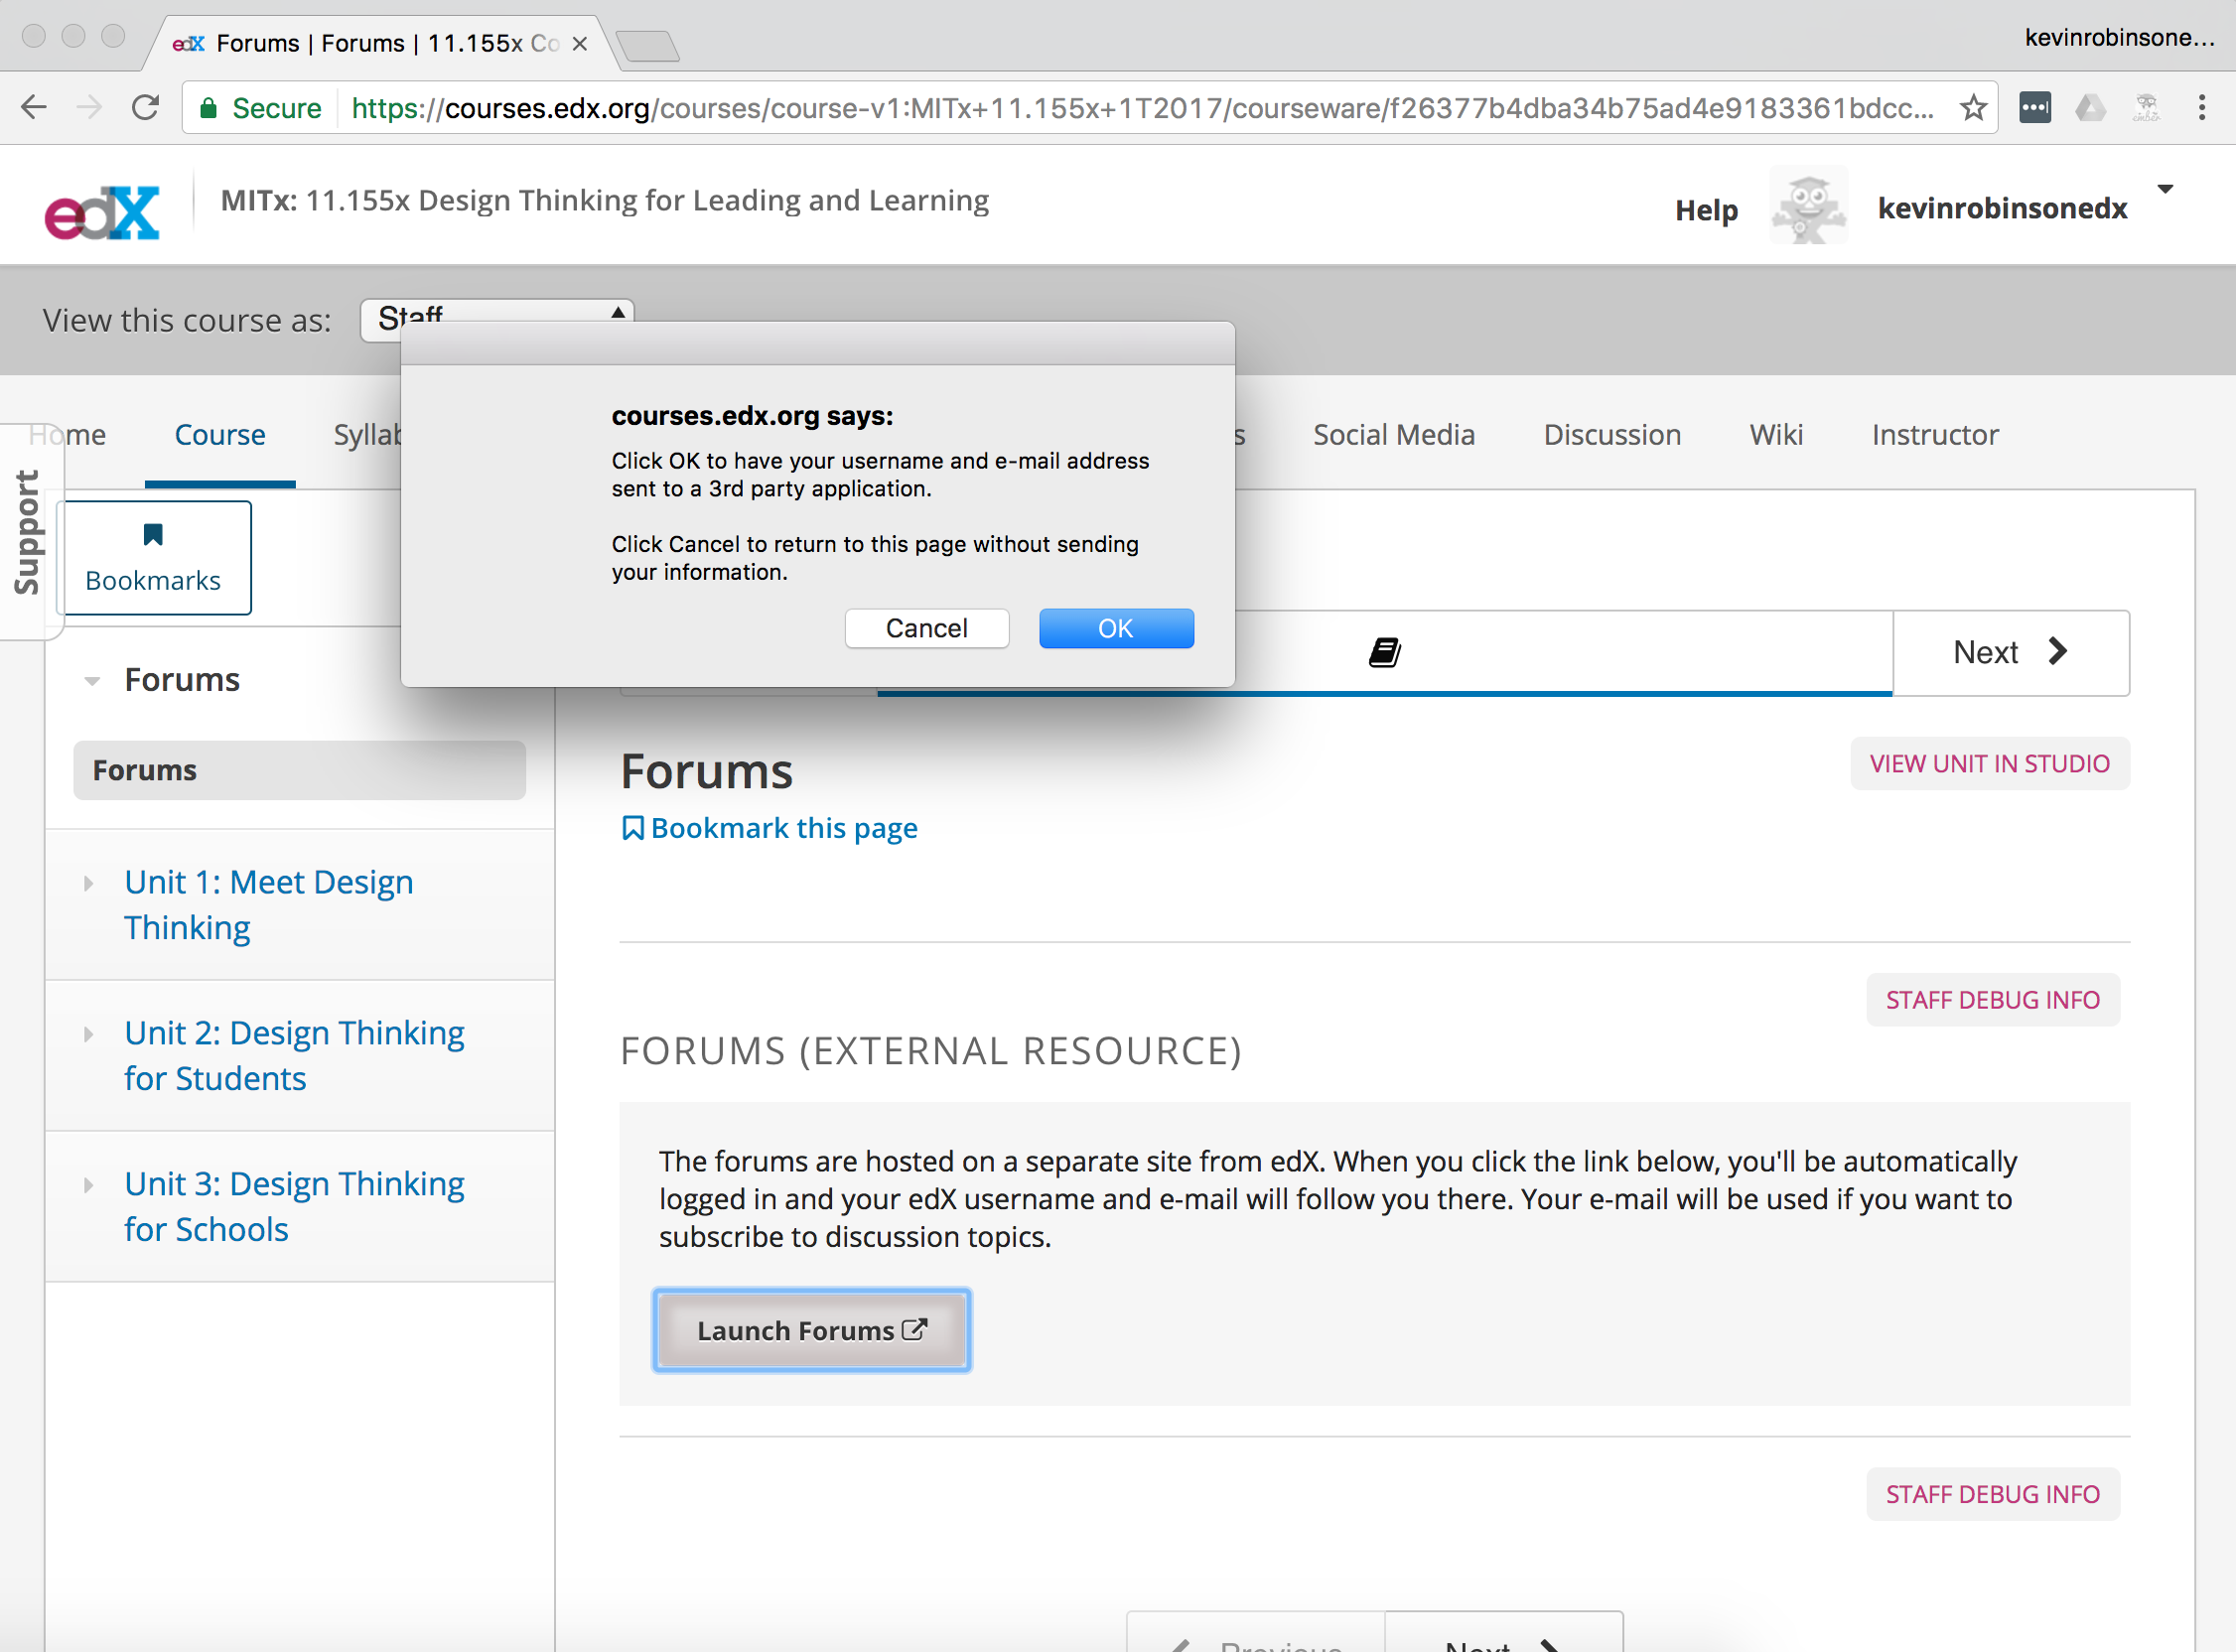 edX Forums | Forums | 11.155x Co
kevinrobinsone...
Secure https://courses.edx.org/courses/course-v1:MITx+11.155x+1T2017/courseware/f26377b4dba34b75ad4e9183361bdcc...
edX MITx: 11.155x Design Thinking for Leading and Learning
Help kevinrobinsonedx
View this course as: Staff
courses.edx.org says:
Click OK to have your username and e-mail address
sent to a 3rd party application.
Click Cancel to return to this page without sending
your information.
Cancel OK
Home Course Syllab s Social Media Discussion Wiki Instructor
Support
Bookmarks
Next
Forums
Forums
Unit 1: Meet Design
Thinking
Unit 2: Design Thinking
for Students
Unit 3: Design Thinking
for Schools
Forums
VIEW UNIT IN STUDIO
Bookmark this page
STAFF DEBUG INFO
FORUMS (EXTERNAL RESOURCE)
The forums are hosted on a separate site from edX. When you click the link below, you'll be automatically
logged in and your edX username and e-mail will follow you there. Your e-mail will be used if you want to
subscribe to discussion topics.
Launch Forums
STAFF DEBUG INFO
Previous Next